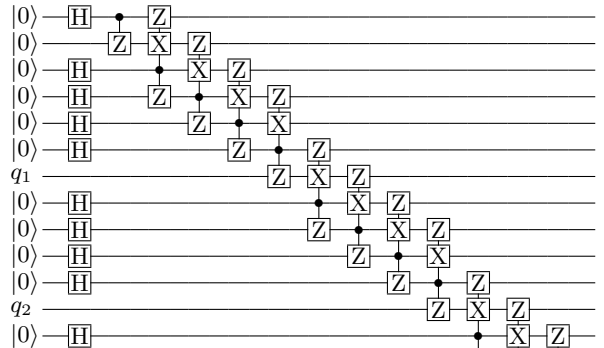 |0⟩ H Z
|0⟩ Z X Z
|0⟩ H X Z
|0⟩ H Z X Z
|0⟩ H Z X
|0⟩ H Z Z
q₁ Z X Z
|0⟩ H X Z
|0⟩ H Z X Z
|0⟩ H Z X
|0⟩ H Z Z
q₂ Z X Z
|0⟩ H X Z